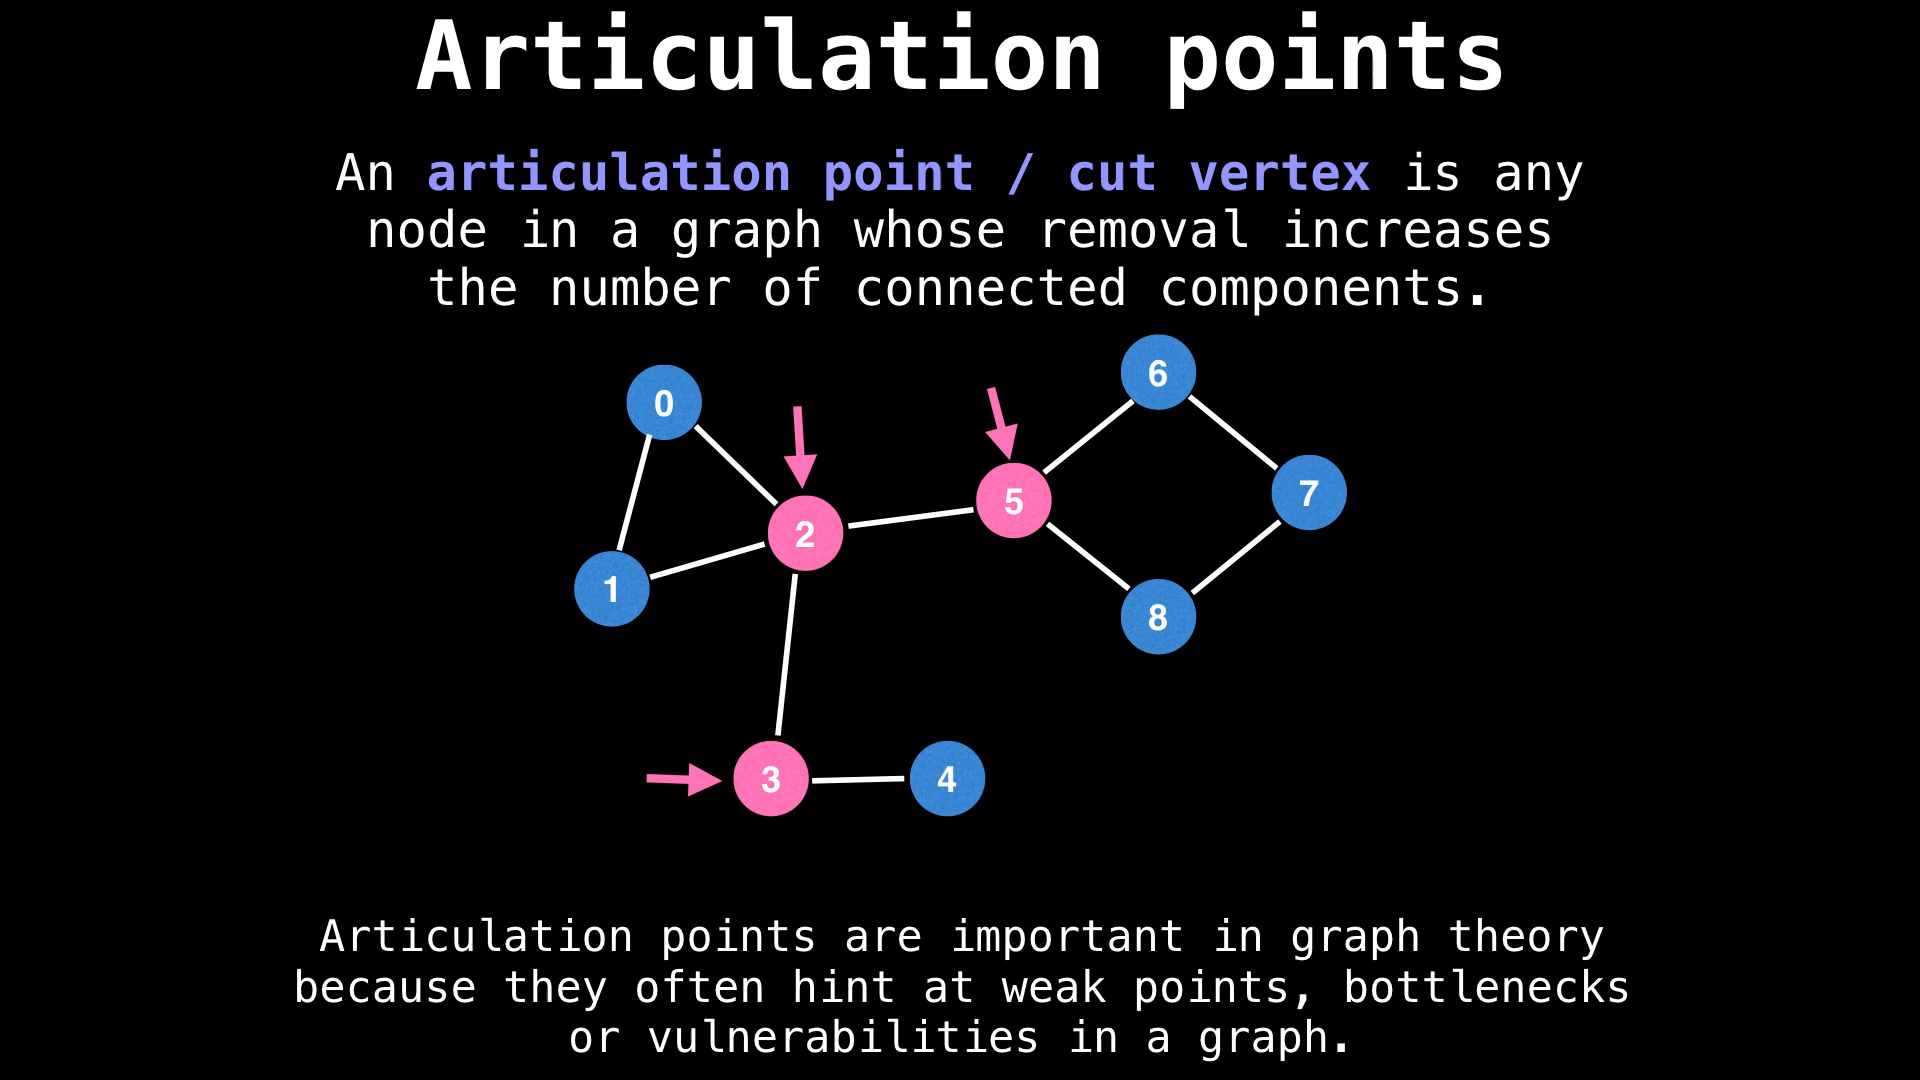 Articulation points
An articulation point / cut vertex is any
node in a graph whose removal increases
the number of connected components.
6
0
7
5
2
1
8
3
4
Articulation points are important in graph theory
because they often hint at weak points, bottlenecks
or vulnerabilities in a graph.